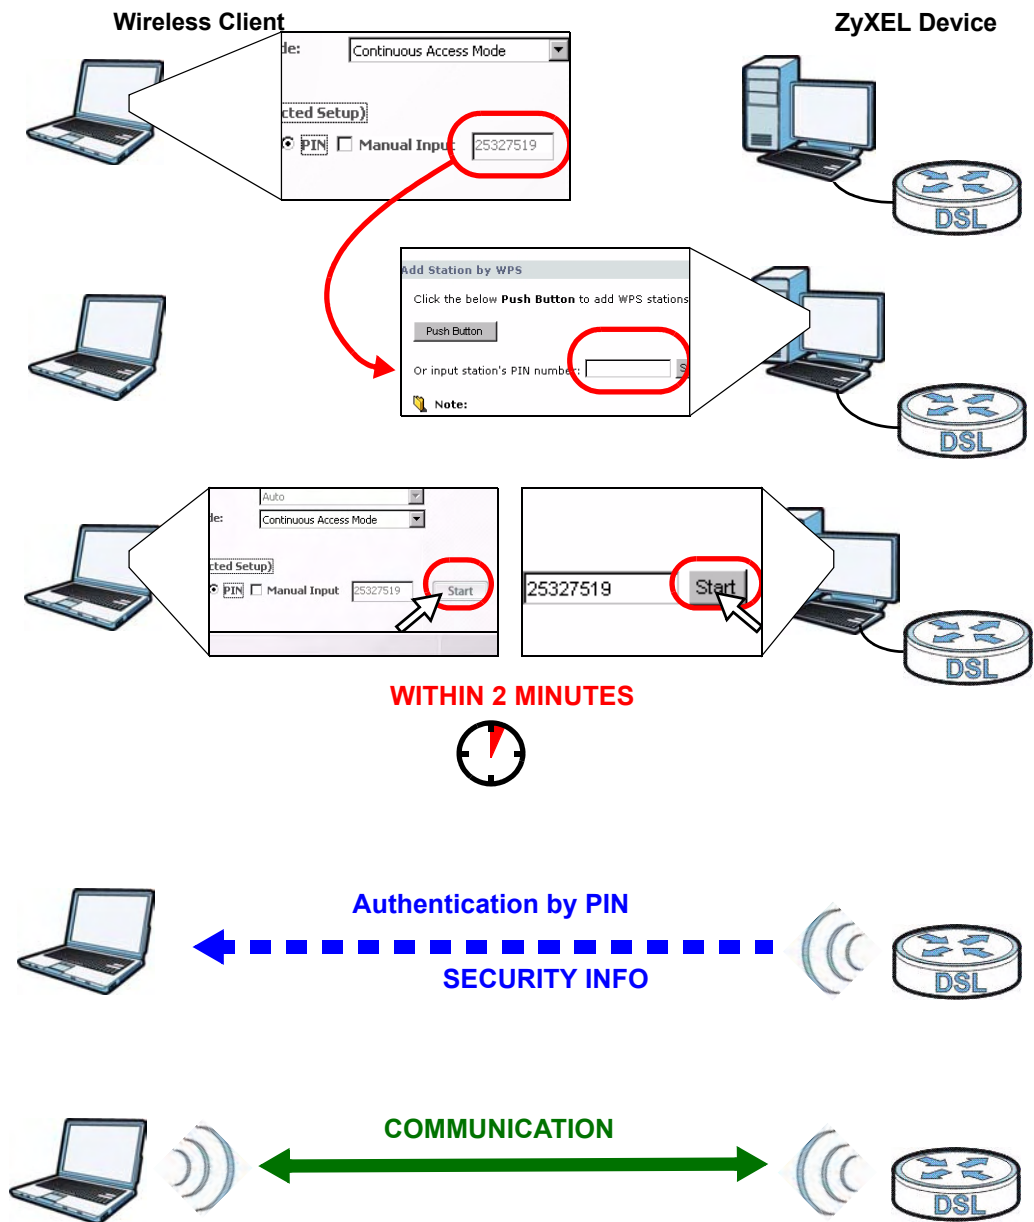 Wireless Client
ZyXEL Device
de:
Continuous Access Mode
cted Setup)
PIN
Manual Input
25327519
DSL
Add Station by WPS
Click the below Push Button to add WPS stations
Push Button
Or input station's PIN number:
S
Note:
DSL
Auto
de:
Continuous Access Mode
cted Setup)
PIN
Manual Input
25327519
Start
25327519
Start
DSL
WITHIN 2 MINUTES
Authentication by PIN
SECURITY INFO
DSL
COMMUNICATION
DSL